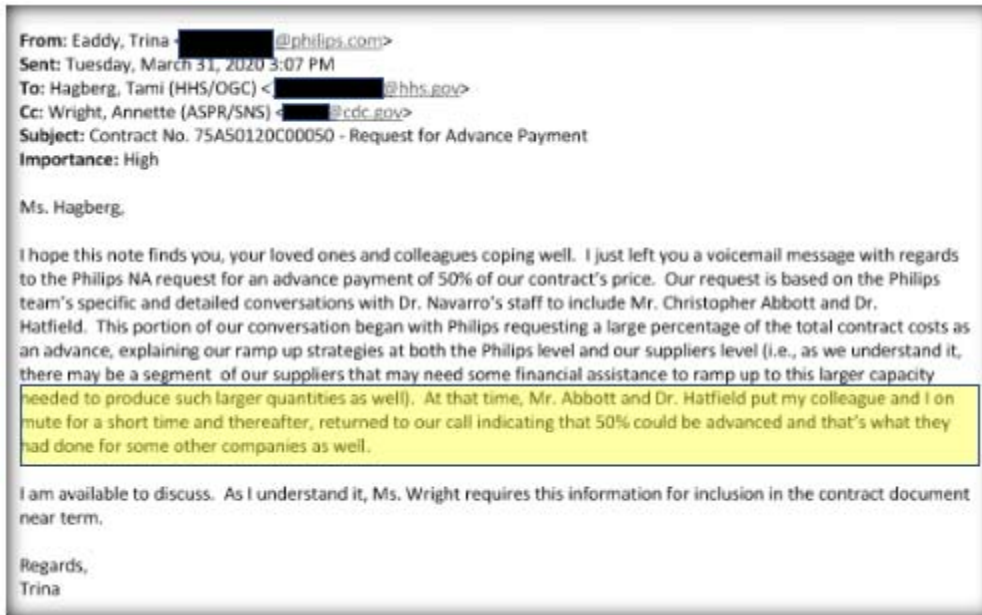 From: Eaddy, Trina < @philips.com>
Sent: Tuesday, March 31, 2020 3:07 PM
To: Hagberg, Tami (HHS/OGC) < @hhs.gov>
Cc: Wright, Annette (ASPR/SNS) < @cdc.gov>
Subject: Contract No. 75A50120C00050 - Request for Advance Payment
Importance: High
Ms. Hagberg,
I hope this note finds you, your loved ones and colleagues coping well. I just left you a voicemail message with regards
to the Philips NA request for an advance payment of 50% of our contract's price. Our request is based on the Philips
team's specific and detailed conversations with Dr. Navarro's staff to include Mr. Christopher Abbott and Dr.
Hatfield. This portion of our conversation began with Philips requesting a large percentage of the total contract costs as
an advance, explaining our ramp up strategies at both the Philips level and our suppliers level (i.e., as we understand it,
there may be a segment of our suppliers that may need some financial assistance to ramp up to this larger capacity
needed to produce such larger quantities as well). At that time, Mr. Abbott and Dr. Hatfield put my colleague and I on
mute for a short time and thereafter, returned to our call indicating that 50% could be advanced and that's what they
had done for some other companies as well.
I am available to discuss. As I understand it, Ms. Wright requires this information for inclusion in the contract document
near term.
Regards,
Trina